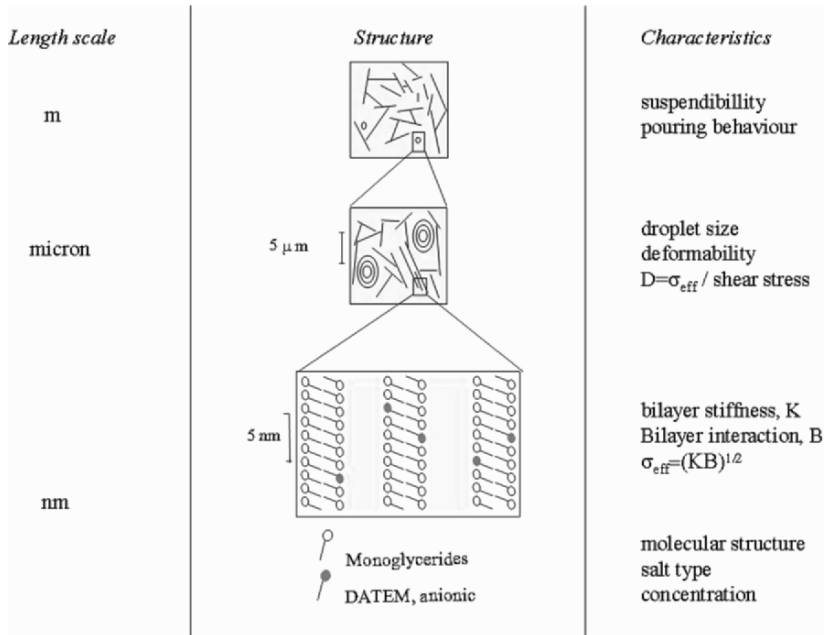 Length scale
Structure
Characteristics
m
suspendibillity
pouring behaviour
micron
5 μm
droplet size
deformability
D=σeff / shear stress
5 nm
bilayer stiffness, K
Bilayer interaction, B
σeff=(KB)1/2
nm
Monoglycerides
DATEM, anionic
molecular structure
salt type
concentration